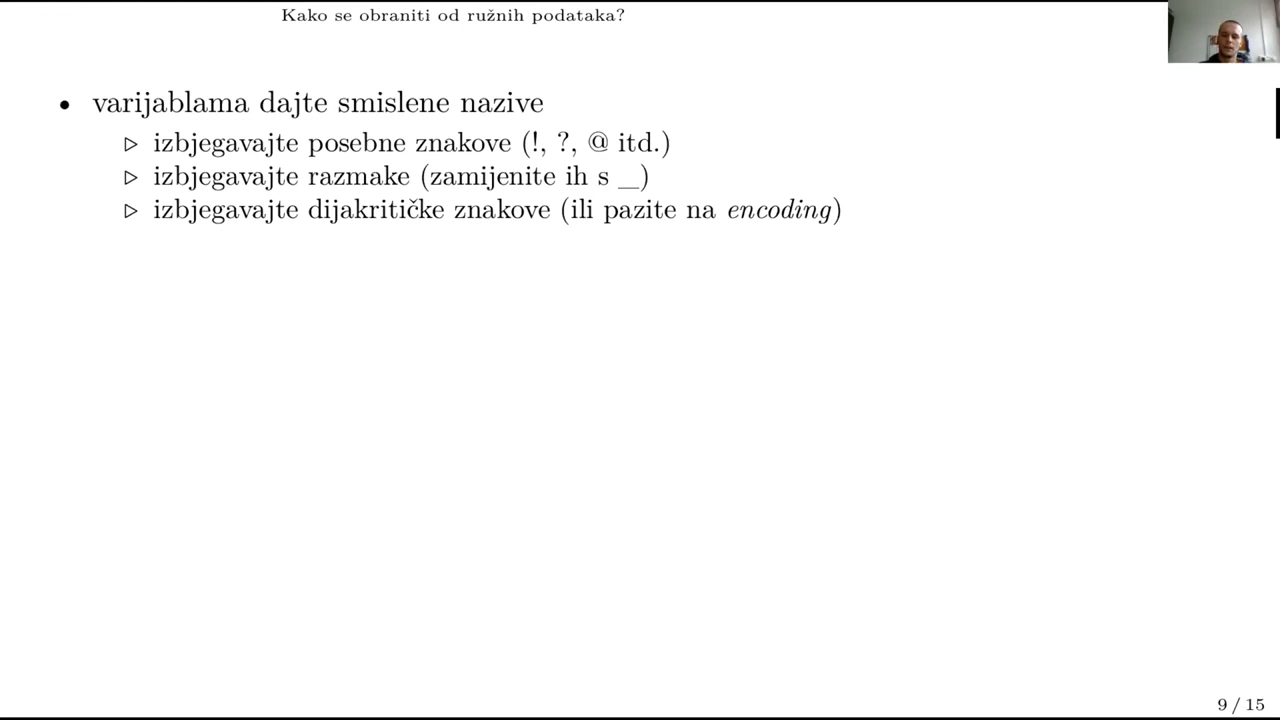 Kako se obraniti od ružnih podataka?
• varijablama dajte smislene nazive
▷ izbjegavajte posebne znakove (!, ?, @ itd.)
▷ izbjegavajte razmake (zamijenite ih s _)
▷ izbjegavajte dijakritičke znakove (ili pazite na encoding)
9 / 15